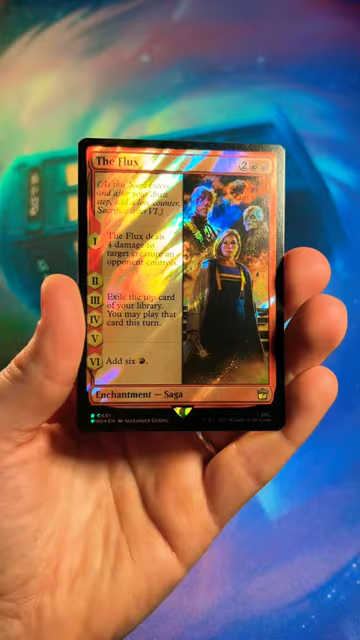 The Flux
2
(As this Saga enters
and after your draw
step, add a lore counter.
Sacrifice after VI.)
I
The Flux deals
4 damage to
target creature an
opponent controls.
II
III
IV
V
Exile the top card
of your library.
You may play that
card this turn.
VI
Add six
Enchantment — Saga
EN